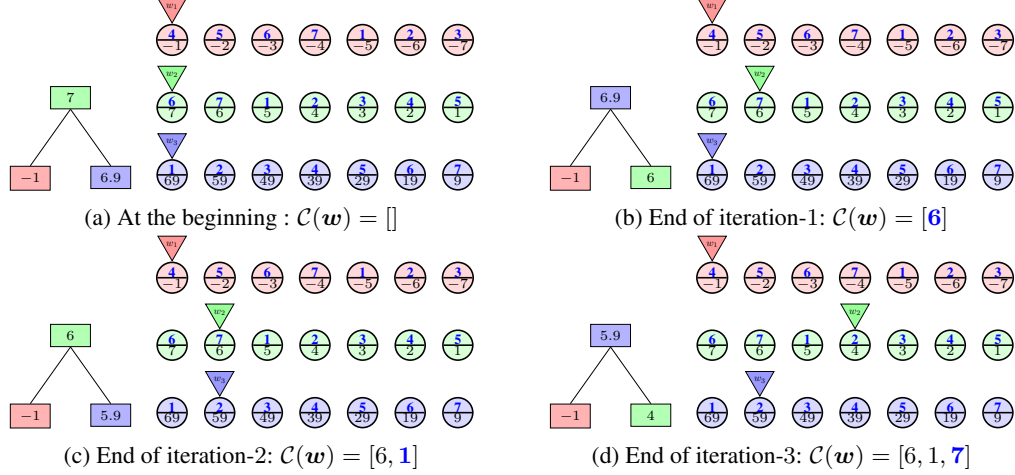 w₁
4 5 6 7 1 2 3
−1 −2 −3 −4 −5 −6 −7
w₂
7
6 7 1 2 3 4 5
7 6 5 4 3 2 1
w₃
−1 6.9
1 2 3 4 5 6 7
69 59 49 39 29 19 9
(a) At the beginning : C(w) = []
w₁
4 5 6 7 1 2 3
−1 −2 −3 −4 −5 −6 −7
w₂
6.9
6 7 1 2 3 4 5
7 6 5 4 3 2 1
w₃
−1 6
1 2 3 4 5 6 7
69 59 49 39 29 19 9
(b) End of iteration-1: C(w) = [6]
w₁
4 5 6 7 1 2 3
−1 −2 −3 −4 −5 −6 −7
w₂
6
6 7 1 2 3 4 5
7 6 5 4 3 2 1
w₃
−1 5.9
1 2 3 4 5 6 7
69 59 49 39 29 19 9
(c) End of iteration-2: C(w) = [6, 1]
w₁
4 5 6 7 1 2 3
−1 −2 −3 −4 −5 −6 −7
w₂
5.9
6 7 1 2 3 4 5
7 6 5 4 3 2 1
w₃
−1 4
1 2 3 4 5 6 7
69 59 49 39 29 19 9
(d) End of iteration-3: C(w) = [6, 1, 7]